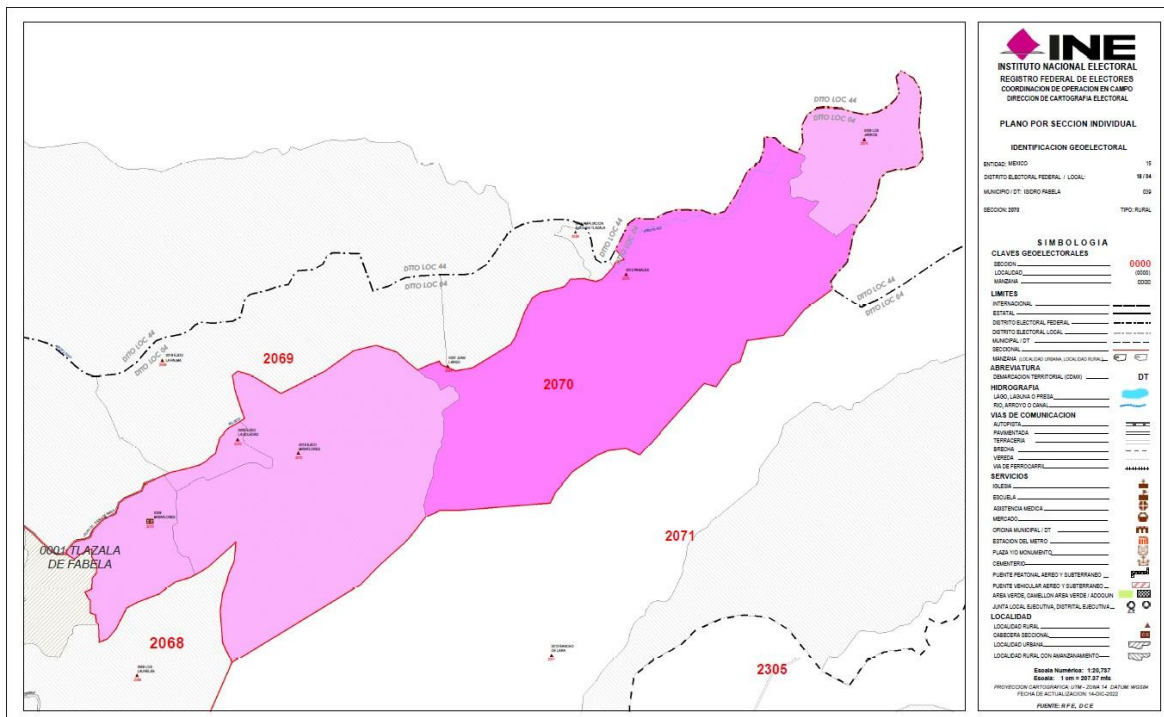 DTTO LOC 44
DTTO LOC 04
DTTO LOC 44
DTTO LOC 04
DTTO LOC 44
DTTO LOC 04
DTTO LOC 44
DTTO LOC 04
DTTO LOC 44
DTTO LOC 04
2069
2070
2071
2068
2305
0001 TLAZALA
DE FABELA
INE
INSTITUTO NACIONAL ELECTORAL
REGISTRO FEDERAL DE ELECTORES
COORDINACION DE OPERACION EN CAMPO
DIRECCION DE CARTOGRAFIA ELECTORAL
PLANO POR SECCION INDIVIDUAL
IDENTIFICACION GEOELECTORAL
ENTIDAD: MEXICO 15
DISTRITO ELECTORAL FEDERAL / LOCAL: 18 / 04
MUNICIPIO / DT: ISIDRO FABELA 039
SECCION: 2070 TIPO: RURAL
SIMBOLOGIA
CLAVES GEOELECTORALES
SECCION 0000
LOCALIDAD (0000)
MANZANA 0000
LIMITES
INTERNACIONAL
ESTATAL
DISTRITO ELECTORAL FEDERAL
DISTRITO ELECTORAL LOCAL
MUNICIPAL / DT
SECCIONAL
MANZANA (LOCALIDAD URBANA, LOCALIDAD RURAL)
ABREVIATURA
DEMARCACION TERRITORIAL (CDMX) DT
HIDROGRAFIA
LAGO, LAGUNA O PRESA
RIO, ARROYO O CANAL
VIAS DE COMUNICACION
AUTOPISTA
PAVIMENTADA
TERRACERIA
BRECHA
VEREDA
VIA DE FERROCARRIL
SERVICIOS
IGLESIA
ESCUELA
ASISTENCIA MEDICA
MERCADO
OFICINA MUNICIPAL / DT
ESTACION DEL METRO
PLAZA Y/O MONUMENTO
CEMENTERIO
PUENTE PEATONAL AEREO Y SUBTERRANEO
PUENTE VEHICULAR AEREO Y SUBTERRANEO
AREA VERDE, CAMELLON AREA VERDE / ADOQUIN
JUNTA LOCAL EJECUTIVA, DISTRITAL EJECUTIVA
LOCALIDAD
LOCALIDAD RURAL
CABECERA SECCIONAL
LOCALIDAD URBANA
LOCALIDAD RURAL CON AMANZANAMIENTO
Escala Numérica: 1:20,737
Escala: 1 cm = 207.37 mts
PROYECCION CARTOGRAFICA: UTM - ZONA 14 DATUM: WGS84
FECHA DE ACTUALIZACION: 14-DIC-2022
FUENTE: R F E, D C E